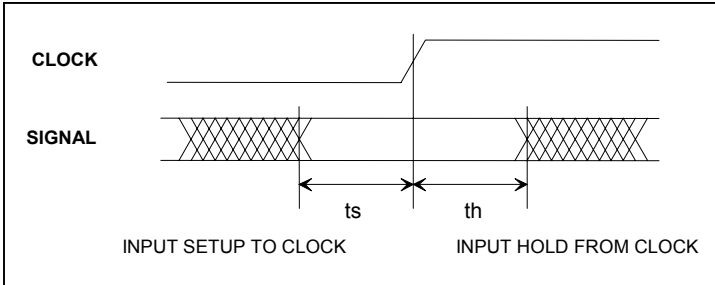 CLOCK
SIGNAL
ts th
INPUT SETUP TO CLOCK INPUT HOLD FROM CLOCK